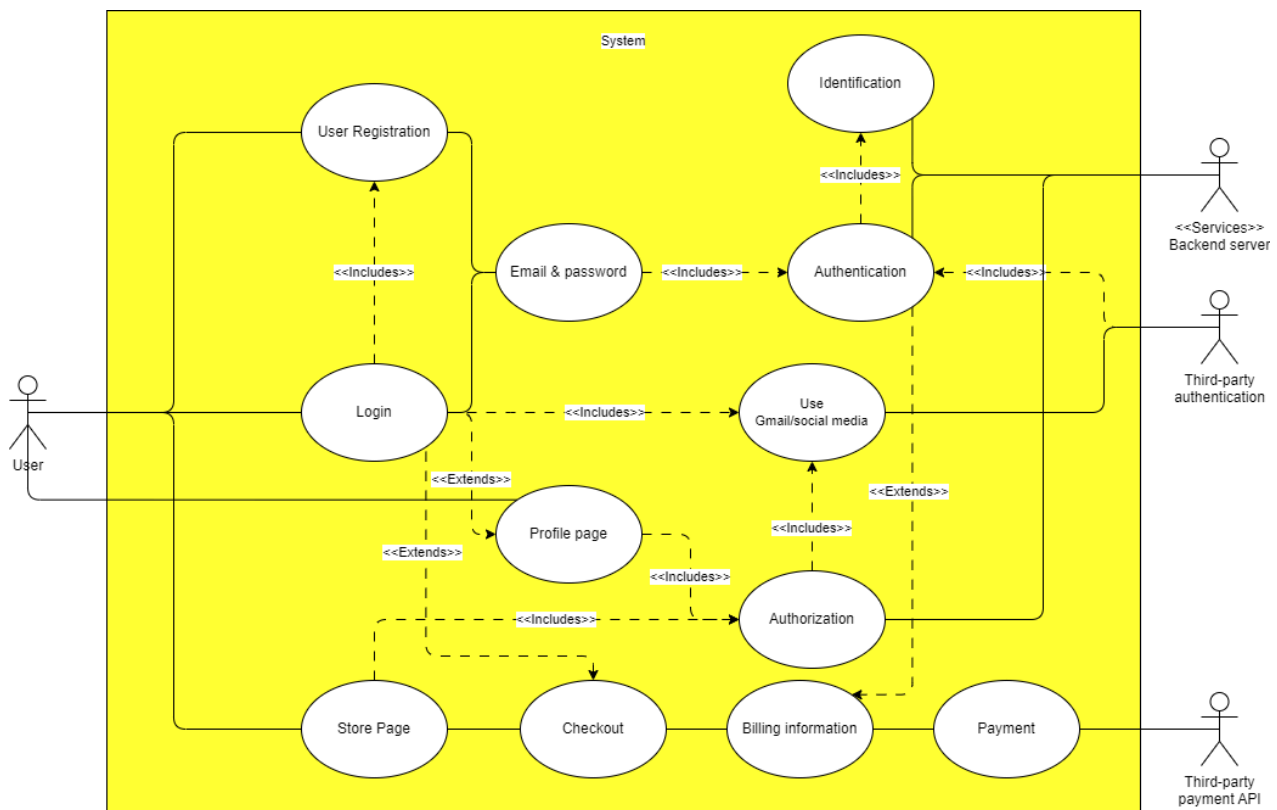 System
Identification
User Registration
<<Includes>>
<<Services>>
Backend server
<<Includes>>
Email & password
<<Includes>>
Authentication
<<Includes>>
Third-party
authentication
Login
<<Includes>>
Use
Gmail/social media
User
<<Extends>>
<<Extends>>
<<Includes>>
Profile page
<<Extends>>
<<Includes>>
<<Includes>>
Authorization
Store Page
Checkout
Billing information
Payment
Third-party
payment API